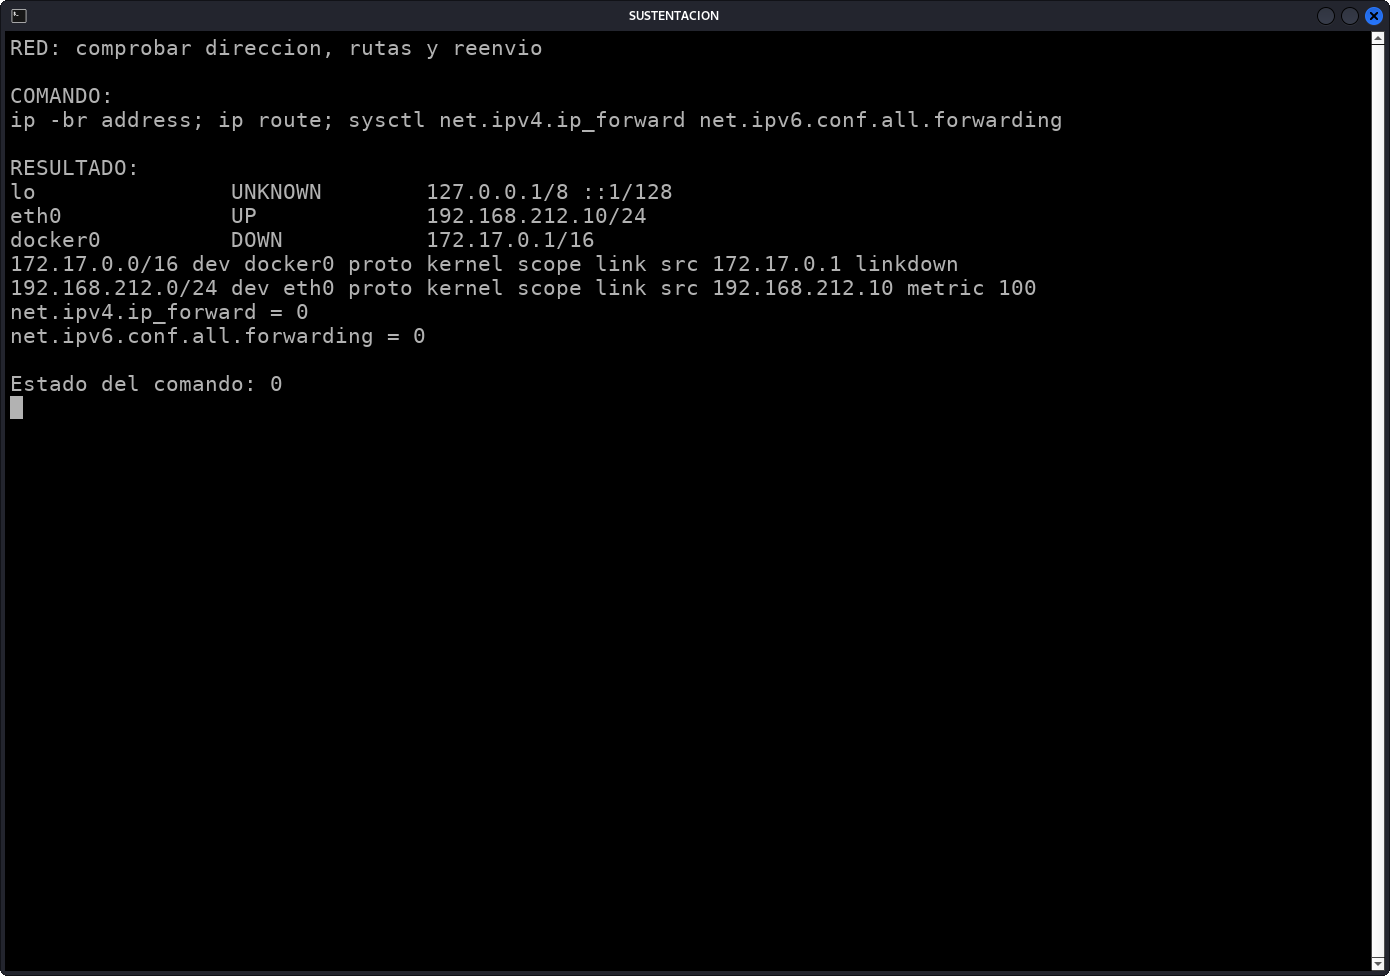 SUSTENTACION
RED: comprobar direccion, rutas y reenvio
COMANDO:
ip -br address; ip route; sysctl net.ipv4.ip_forward net.ipv6.conf.all.forwarding
RESULTADO:
lo               UNKNOWN        127.0.0.1/8 ::1/128
eth0             UP             192.168.212.10/24
docker0          DOWN           172.17.0.1/16
172.17.0.0/16 dev docker0 proto kernel scope link src 172.17.0.1 linkdown
192.168.212.0/24 dev eth0 proto kernel scope link src 192.168.212.10 metric 100
net.ipv4.ip_forward = 0
net.ipv6.conf.all.forwarding = 0
Estado del comando: 0